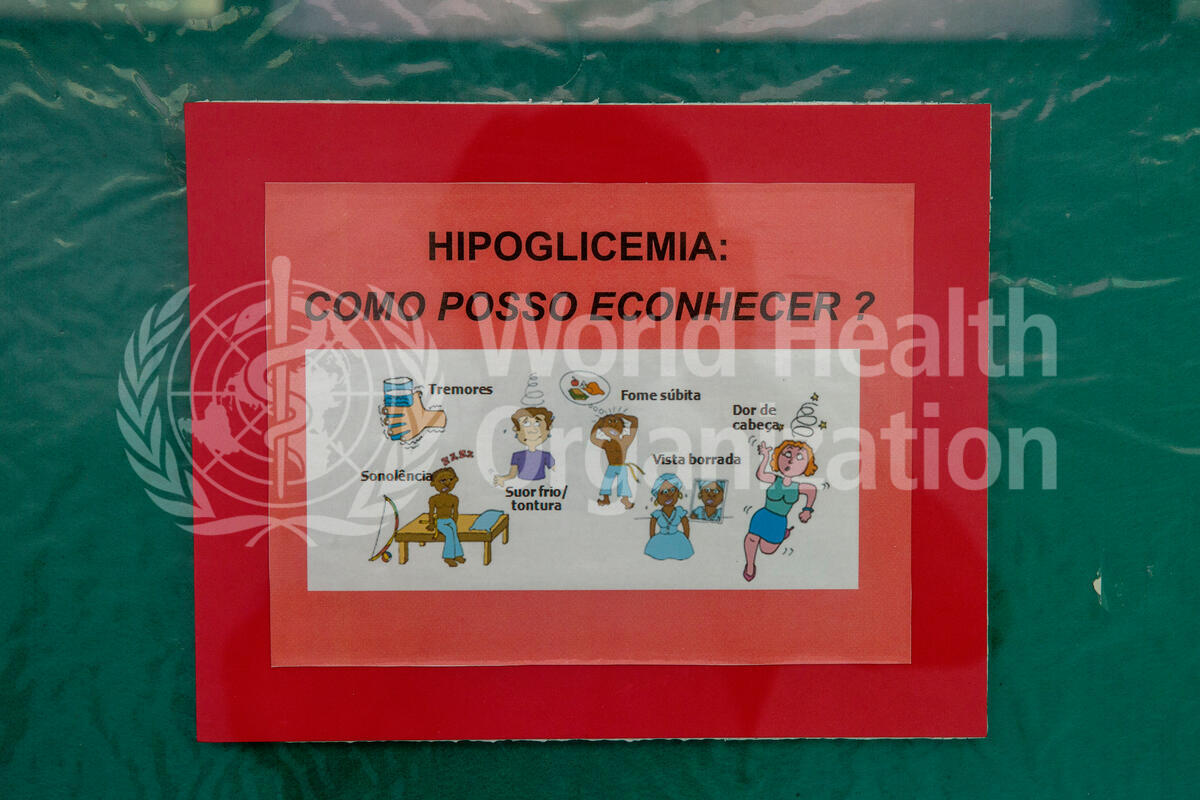 HIPOGLICEMIA:
COMO POSSO ECONHECER ?
World Health
Organization
Tremores
Fome súbita
Dor de
cabeça
z z, z z
Sonolência
Vista borrada
Suor frio/
tontura